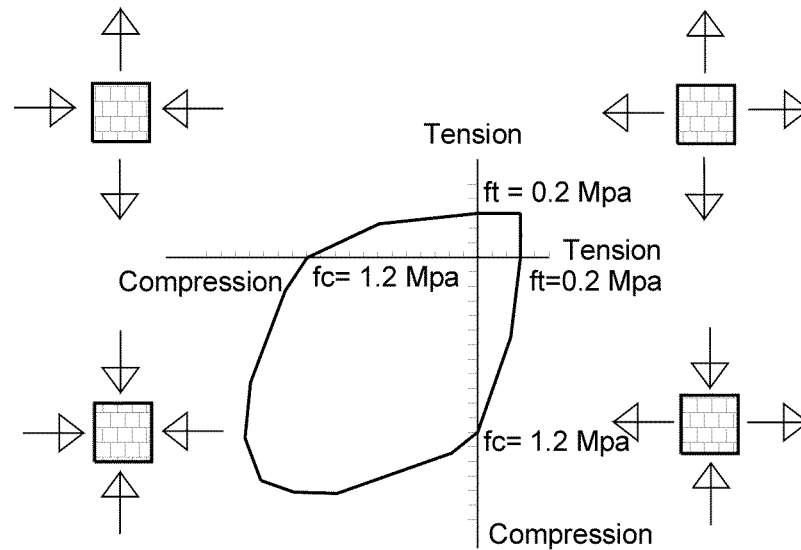 Tension
ft = 0.2 Mpa
Tension
Compression
fc= 1.2 Mpa
ft=0.2 Mpa
fc= 1.2 Mpa
Compression